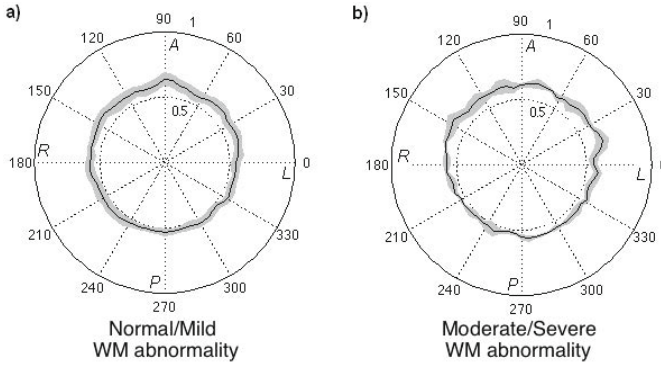 a)
90
1
120
A
60
150
30
0.5
R
180
0
L
210
330
P
240
300
270
Normal/Mild
WM abnormality
b)
90
1
120
A
60
150
30
0.5
R
180
L
210
330
P
240
300
270
Moderate/Severe
WM abnormality